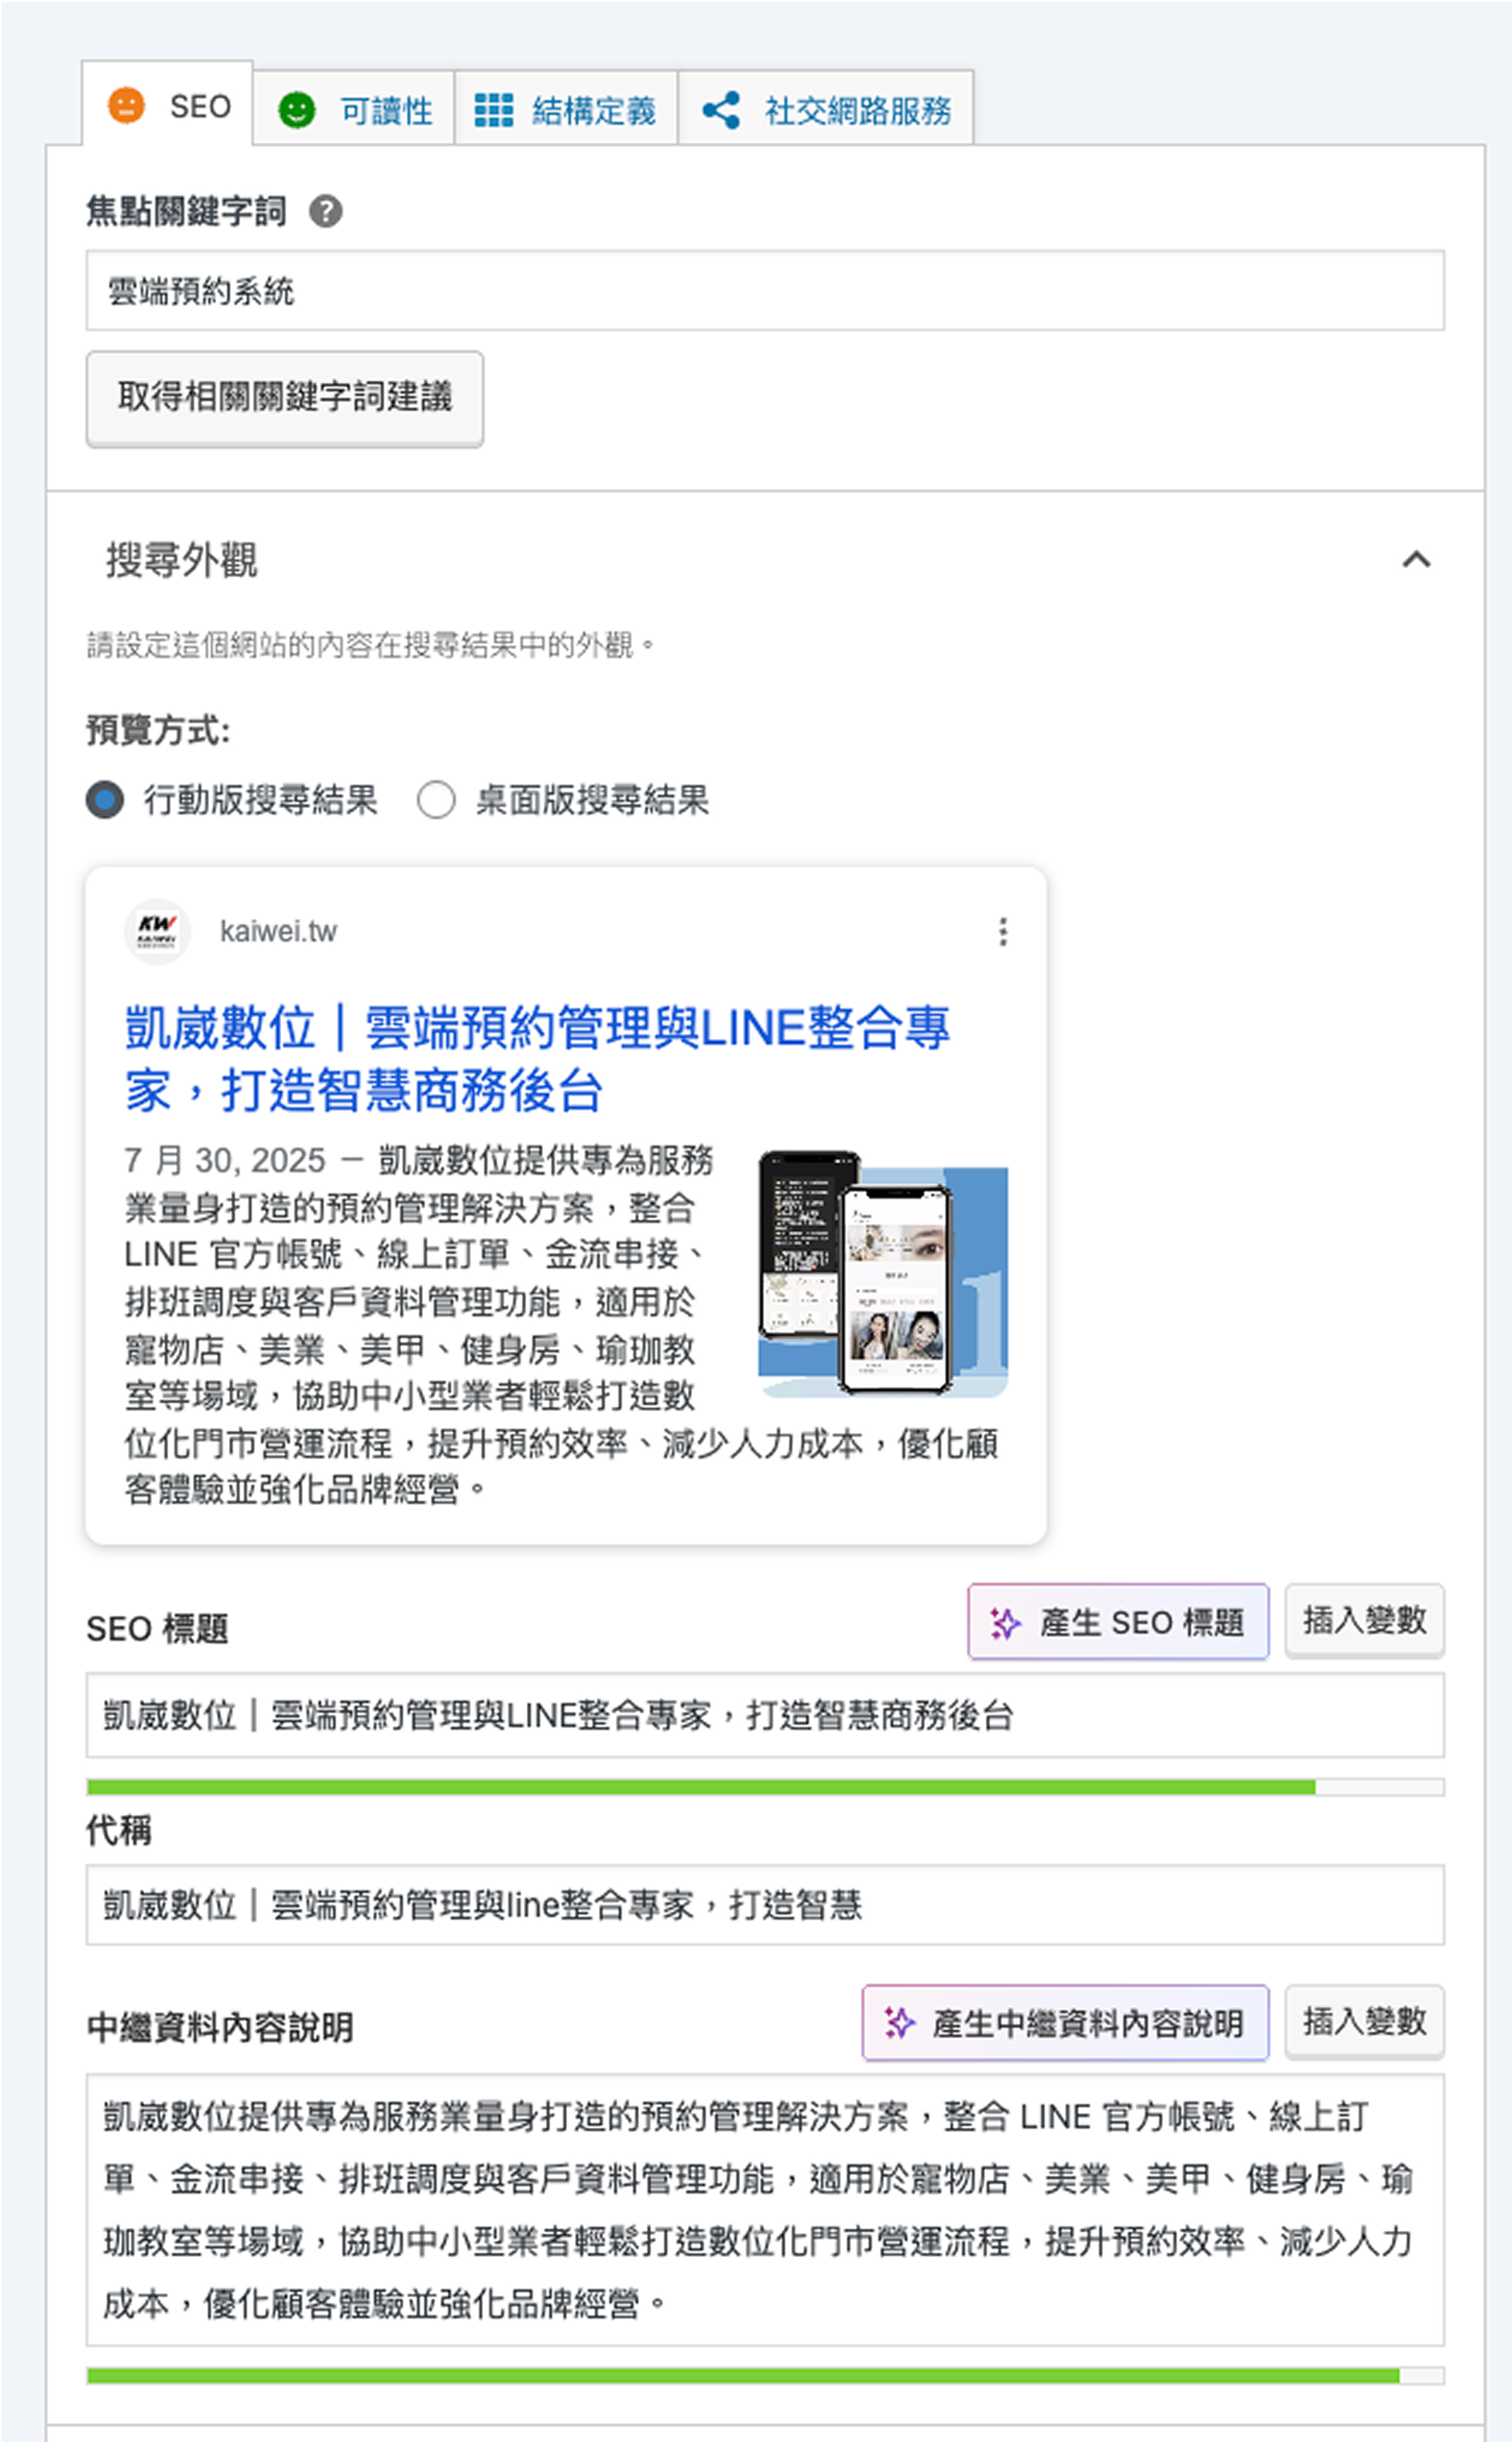 SEO
可讀性
結構定義
社交網路服務
焦點關鍵字詞
雲端預約系統
取得相關關鍵字詞建議
搜尋外觀
請設定這個網站的內容在搜尋結果中的外觀。
預覽方式:
行動版搜尋結果
桌面版搜尋結果
KW
KAIWEI
kaiwei.tw
凱崴數位｜雲端預約管理與LINE整合專
家，打造智慧商務後台
7 月 30, 2025 － 凱崴數位提供專為服務
業量身打造的預約管理解決方案，整合
LINE 官方帳號、線上訂單、金流串接、
排班調度與客戶資料管理功能，適用於
寵物店、美業、美甲、健身房、瑜珈教
室等場域，協助中小型業者輕鬆打造數
位化門市營運流程，提升預約效率、減少人力成本，優化顧
客體驗並強化品牌經營。
1
SEO 標題
產生 SEO 標題
插入變數
凱崴數位｜雲端預約管理與LINE整合專家，打造智慧商務後台
代稱
凱崴數位｜雲端預約管理與line整合專家，打造智慧
中繼資料內容說明
產生中繼資料內容說明
插入變數
凱崴數位提供專為服務業量身打造的預約管理解決方案，整合 LINE 官方帳號、線上訂
單、金流串接、排班調度與客戶資料管理功能，適用於寵物店、美業、美甲、健身房、瑜
珈教室等場域，協助中小型業者輕鬆打造數位化門市營運流程，提升預約效率、減少人力
成本，優化顧客體驗並強化品牌經營。